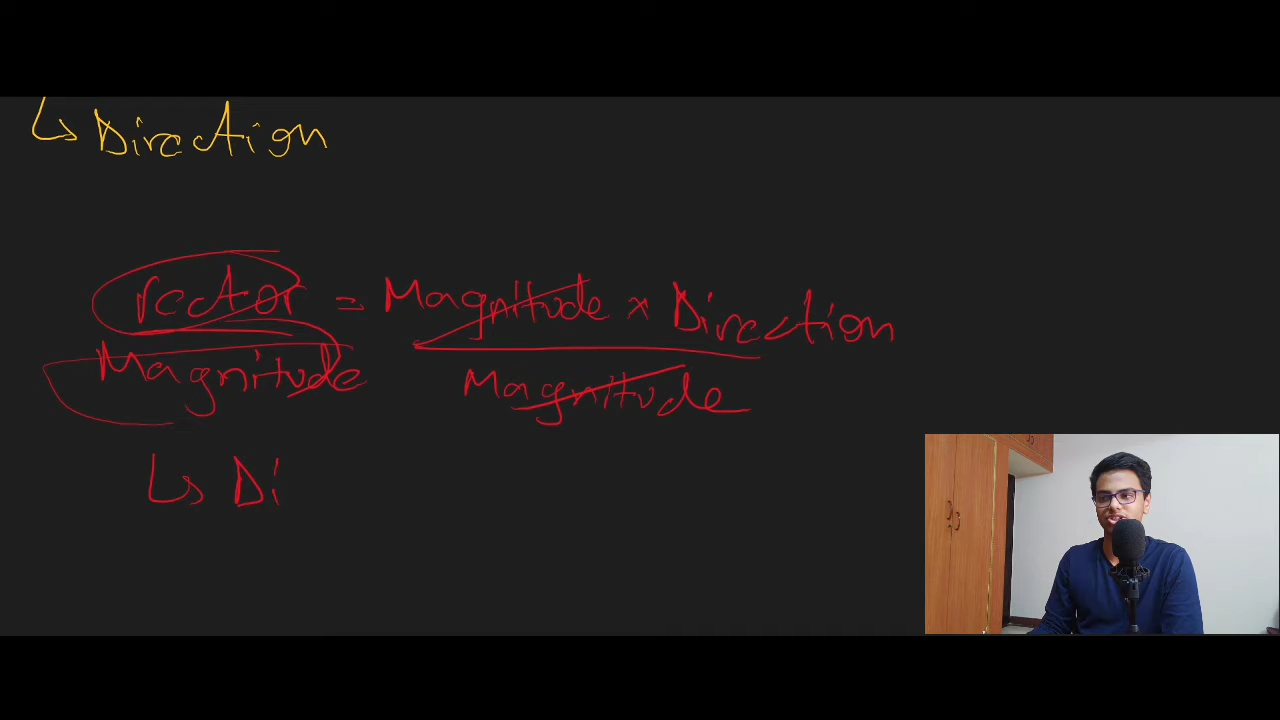 ↳ Direction
vector = Magnitude x Direction
Magnitude Magnitude
↳ Di